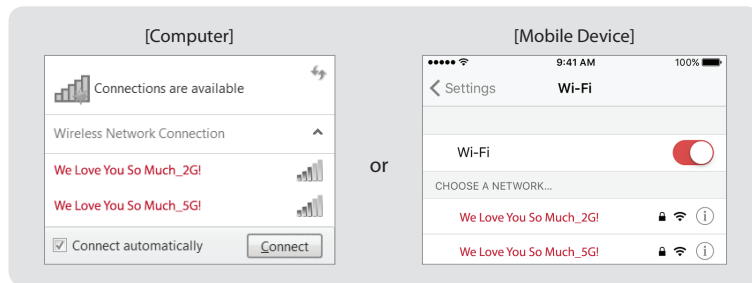 [Computer]
Connections are available
Wireless Network Connection
We Love You So Much_2G!
We Love You So Much_5G!
Connect automatically
Connect
or
[Mobile Device]
9:41 AM
100%
Settings
Wi-Fi
Wi-Fi
CHOOSE A NETWORK...
We Love You So Much_2G!
We Love You So Much_5G!